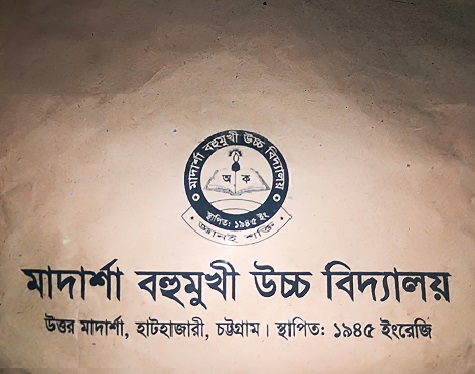 মাদার্শা বহুমুখী উচ্চ বিদ্যালয়
অ ক
স্থাপিত: ১৯৪৫ ইং
জ্ঞানই শক্তি
মাদার্শা বহুমুখী উচ্চ বিদ্যালয়
উত্তর মাদার্শা, হাটহাজারী, চট্টগ্রাম। স্থাপিত: ১৯৪৫ ইংরেজি